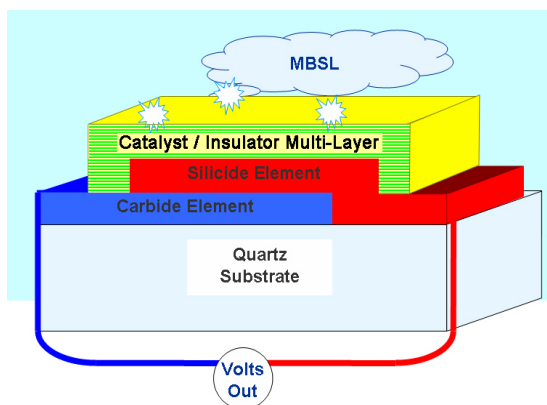 MBSL
Catalyst / Insulator Multi-Layer
Silicide Element
Carbide Element
Quartz
Substrate
Volts
Out